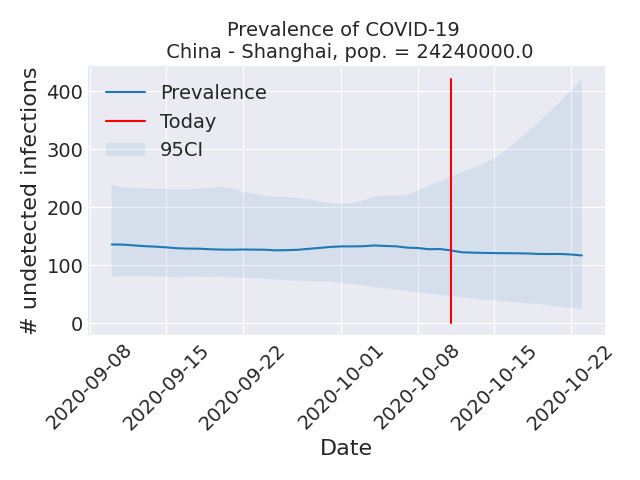 Prevalence of COVID-19
China - Shanghai, pop. = 24240000.0
# undetected infections
400
300
200
100
0
Prevalence
Today
95CI
2020-09-08
2020-09-15
2020-09-22
2020-10-01
2020-10-08
2020-10-15
2020-10-22
Date